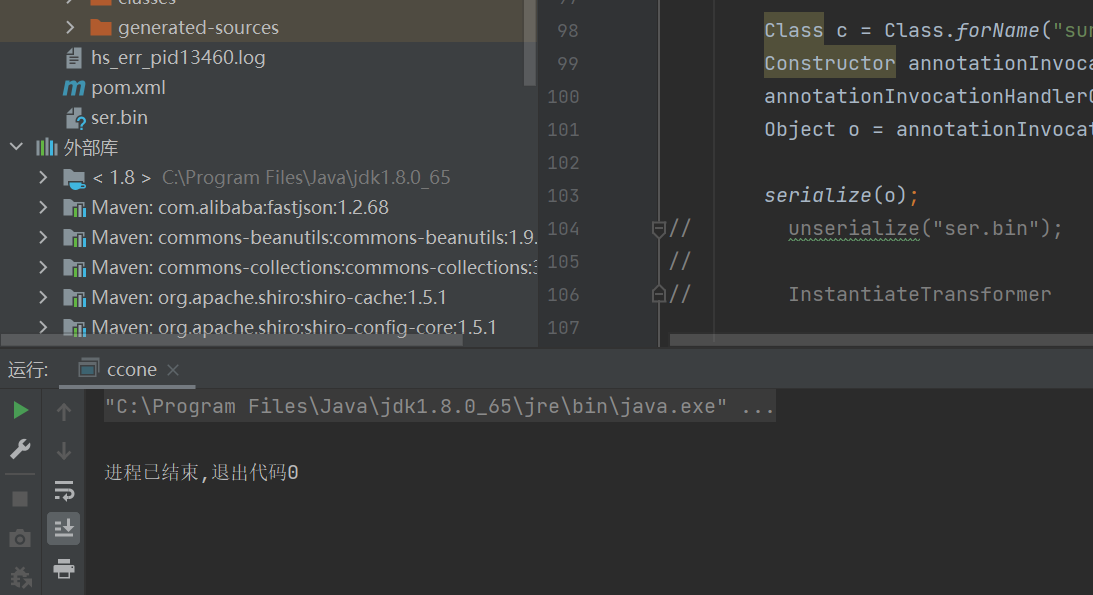 classes
generated-sources
hs_err_pid13460.log
pom.xml
ser.bin
外部库
< 1.8 > C:\Program Files\Java\jdk1.8.0_65
Maven: com.alibaba:fastjson:1.2.68
Maven: commons-beanutils:commons-beanutils:1.9.
Maven: commons-collections:commons-collections:3
Maven: org.apache.shiro:shiro-cache:1.5.1
Maven: org.apache.shiro:shiro-config-core:1.5.1
97
98 Class c = Class.forName("sun
99 Constructor annotationInvoca
100 annotationInvocationHandlerC
101 Object o = annotationInvocat
102
103 serialize(o);
104 // unserialize("ser.bin");
105 //
106 // InstantiateTransformer
107
运行: ccone
"C:\Program Files\Java\jdk1.8.0_65\jre\bin\java.exe" ...
进程已结束,退出代码0